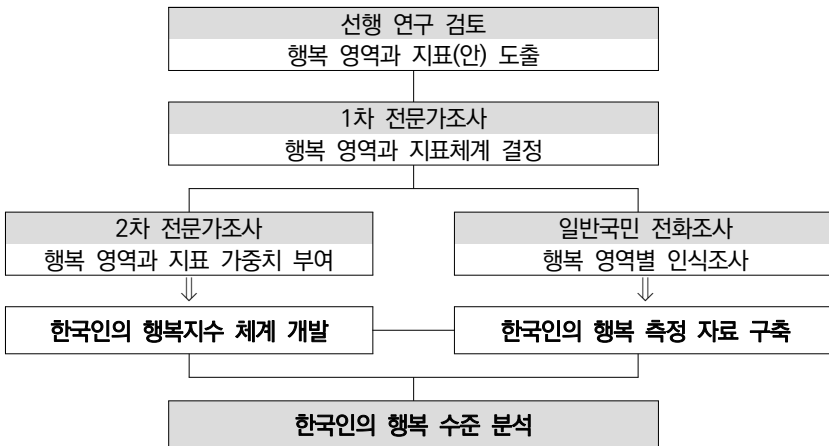 선행 연구 검토
행복 영역과 지표(안) 도출
1차 전문가조사
행복 영역과 지표체계 결정
2차 전문가조사
행복 영역과 지표 가중치 부여
일반국민 전화조사
행복 영역별 인식조사
한국인의 행복지수 체계 개발
한국인의 행복 측정 자료 구축
한국인의 행복 수준 분석